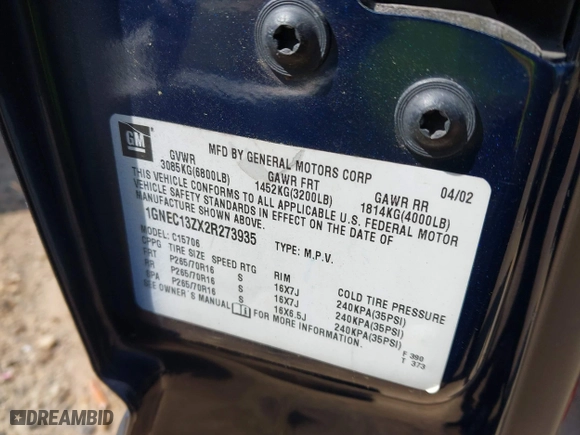 GM
MFD BY GENERAL MOTORS CORP
04/02
GVWR GAWR FRT GAWR RR
3085KG(6800LB) 1452KG(3200LB) 1814KG(4000LB)
THIS VEHICLE CONFORMS TO ALL APPLICABLE U.S. FEDERAL MOTOR
VEHICLE SAFETY STANDARDS IN EFFECT ON THE DATE OF
MANUFACTURE SHOWN ABOVE.
1GNEC13ZX2R273935 TYPE: M.P.V.
MODEL: C15706
CPPG TIRE SIZE SPEED RTG RIM COLD TIRE PRESSURE
FRT P265/70R16 S 16X7J 240KPA(35PSI)
RR P265/70R16 S 16X7J 240KPA(35PSI)
SPA P265/70R16 S 16X6.5J 240KPA(35PSI)
SEE OWNER'S MANUAL FOR MORE INFORMATION.
F 390
T 373
DREAMBID